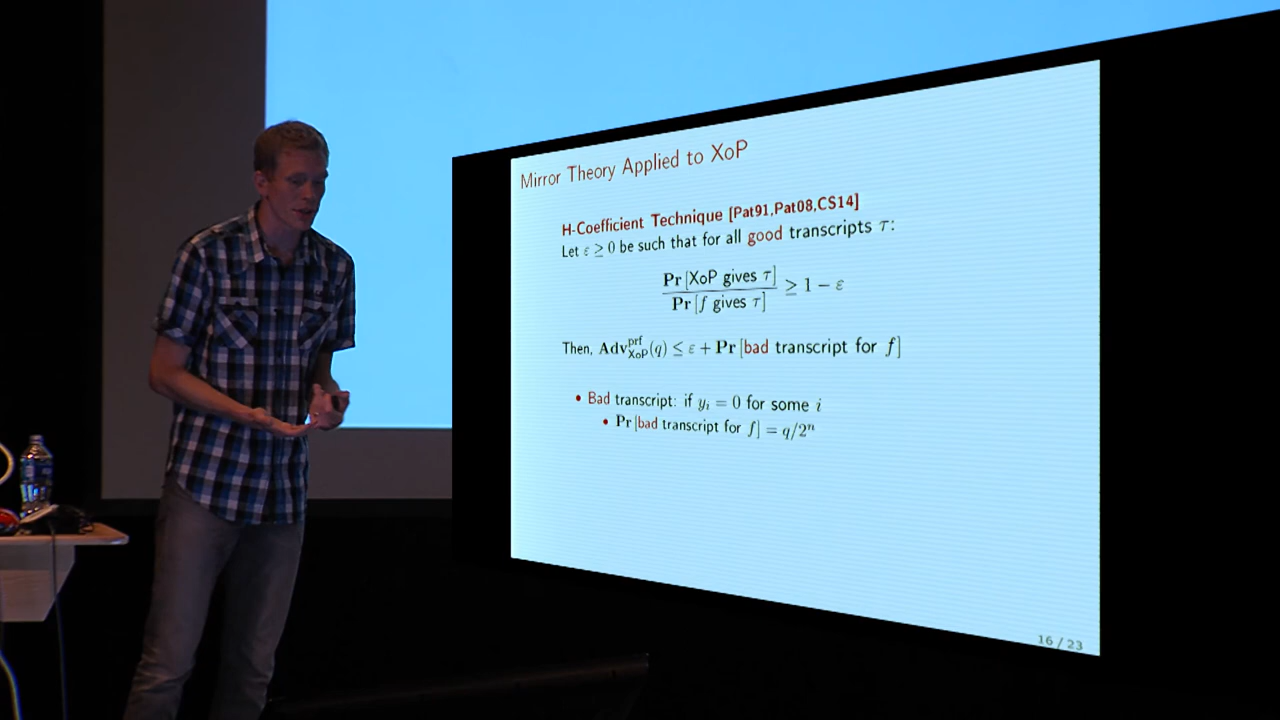 Mirror Theory Applied to XoP
H-Coefficient Technique [Pat91,Pat08,CS14]
Let ε ≥ 0 be such that for all good transcripts τ:
Pr[XoP gives τ]
Pr[f gives τ]
≥ 1 − ε
Then, Adv^prf_XoP(q) ≤ ε + Pr[bad transcript for f]
• Bad transcript: if y_i = 0 for some i
• Pr[bad transcript for f] = q/2^n
16 / 23